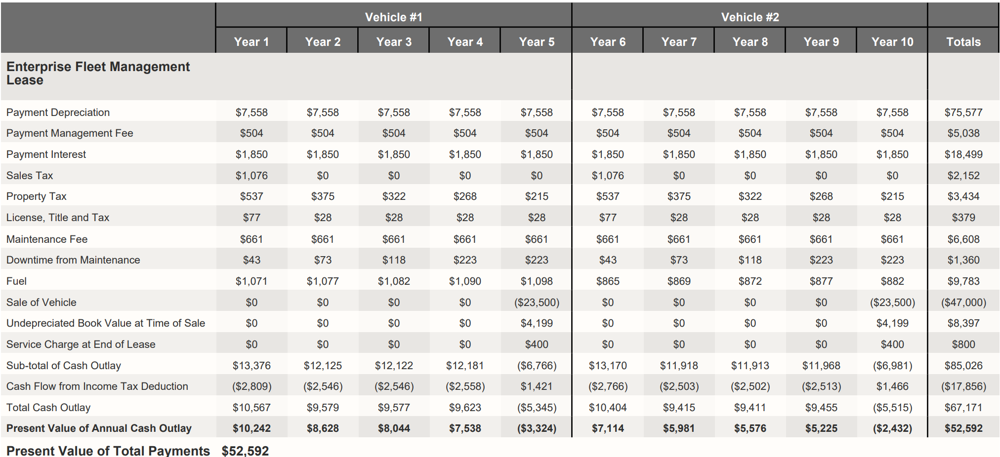 Vehicle #1 Vehicle #2
Year 1 Year 2 Year 3 Year 4 Year 5 Year 6 Year 7 Year 8 Year 9 Year 10 Totals
Enterprise Fleet Management
Lease
Payment Depreciation $7,558 $7,558 $7,558 $7,558 $7,558 $7,558 $7,558 $7,558 $7,558 $7,558 $75,577
Payment Management Fee $504 $504 $504 $504 $504 $504 $504 $504 $504 $504 $5,038
Payment Interest $1,850 $1,850 $1,850 $1,850 $1,850 $1,850 $1,850 $1,850 $1,850 $1,850 $18,499
Sales Tax $1,076 $0 $0 $0 $0 $1,076 $0 $0 $0 $0 $2,152
Property Tax $537 $375 $322 $268 $215 $537 $375 $322 $268 $215 $3,434
License, Title and Tax $77 $28 $28 $28 $28 $77 $28 $28 $28 $28 $379
Maintenance Fee $661 $661 $661 $661 $661 $661 $661 $661 $661 $661 $6,608
Downtime from Maintenance $43 $73 $118 $223 $223 $43 $73 $118 $223 $223 $1,360
Fuel $1,071 $1,077 $1,082 $1,090 $1,098 $865 $869 $872 $877 $882 $9,783
Sale of Vehicle $0 $0 $0 $0 ($23,500) $0 $0 $0 $0 ($23,500) ($47,000)
Undepreciated Book Value at Time of Sale $0 $0 $0 $0 $4,199 $0 $0 $0 $0 $4,199 $8,397
Service Charge at End of Lease $0 $0 $0 $0 $400 $0 $0 $0 $0 $400 $800
Sub-total of Cash Outlay $13,376 $12,125 $12,122 $12,181 ($6,766) $13,170 $11,918 $11,913 $11,968 ($6,981) $85,026
Cash Flow from Income Tax Deduction ($2,809) ($2,546) ($2,546) ($2,558) $1,421 ($2,766) ($2,503) ($2,502) ($2,513) $1,466 ($17,856)
Total Cash Outlay $10,567 $9,579 $9,577 $9,623 ($5,345) $10,404 $9,415 $9,411 $9,455 ($5,515) $67,171
Present Value of Annual Cash Outlay $10,242 $8,628 $8,044 $7,538 ($3,324) $7,114 $5,981 $5,576 $5,225 ($2,432) $52,592
Present Value of Total Payments $52,592